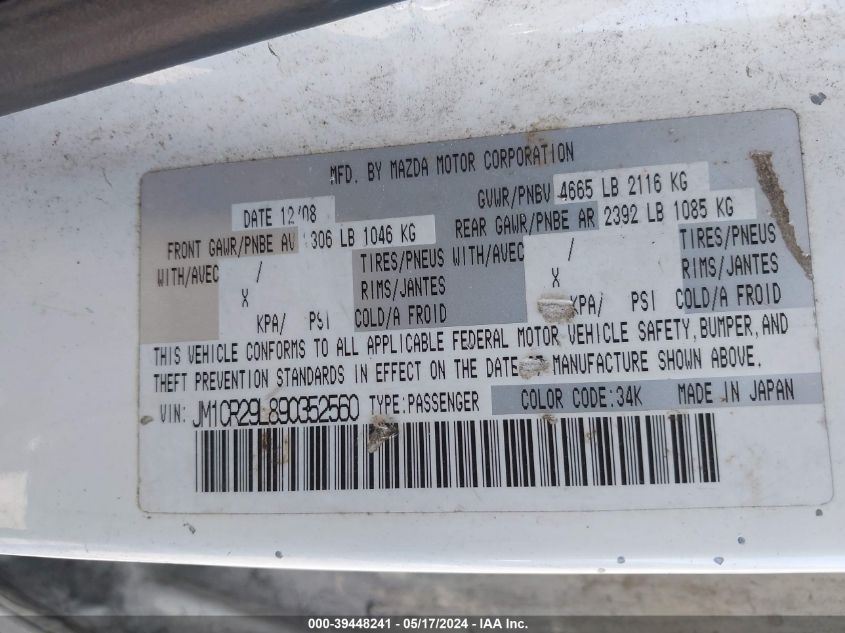 MFD. BY MAZDA MOTOR CORPORATION
DATE 12/08 GVWR/PNBV 4665 LB 2116 KG
FRONT GAWR/PNBE AV 306 LB 1046 KG REAR GAWR/PNBE AR 2392 LB 1085 KG
WITH/AVEC / TIRES/PNEUS WITH/AVEC / TIRES/PNEUS
X RIMS/JANTES X RIMS/JANTES
KPA/ PSI COLD/A FROID KPA/ PSI COLD/A FROID
THIS VEHICLE CONFORMS TO ALL APPLICABLE FEDERAL MOTOR VEHICLE SAFETY, BUMPER, AND
THEFT PREVENTION STANDARDS IN EFFECT ON THE DATE MANUFACTURE SHOWN ABOVE.
VIN: JM1CR29L890352560 TYPE:PASSENGER COLOR CODE:34K MADE IN JAPAN
000-39448241 - 05/17/2024 - IAA Inc.